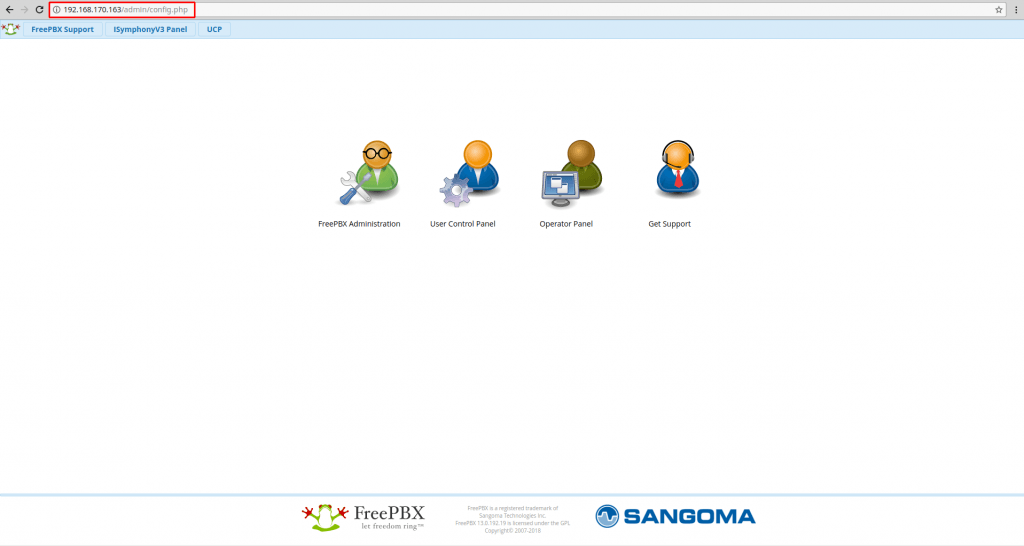 192.168.170.163/admin/config.php
FreePBX Support ISymphonyV3 Panel UCP
FreePBX Administration User Control Panel Operator Panel Get Support
FreePBX
let freedom ring™
FreePBX is a registered trademark of
Sangoma Technologies Inc.
FreePBX 13.0.192.19 is licensed under the GPL
Copyright© 2007-2018
SANGOMA